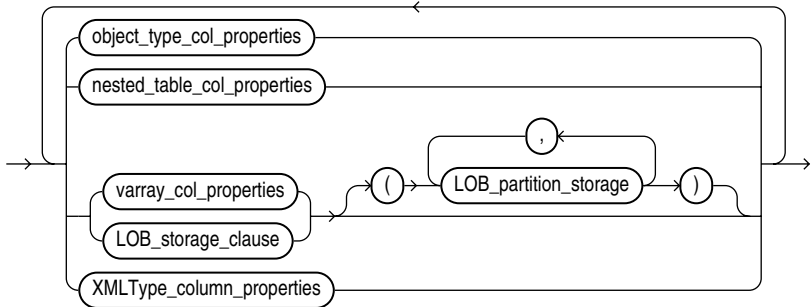 object_type_col_properties
nested_table_col_properties
,
varray_col_properties ( LOB_partition_storage )
LOB_storage_clause
XMLType_column_properties